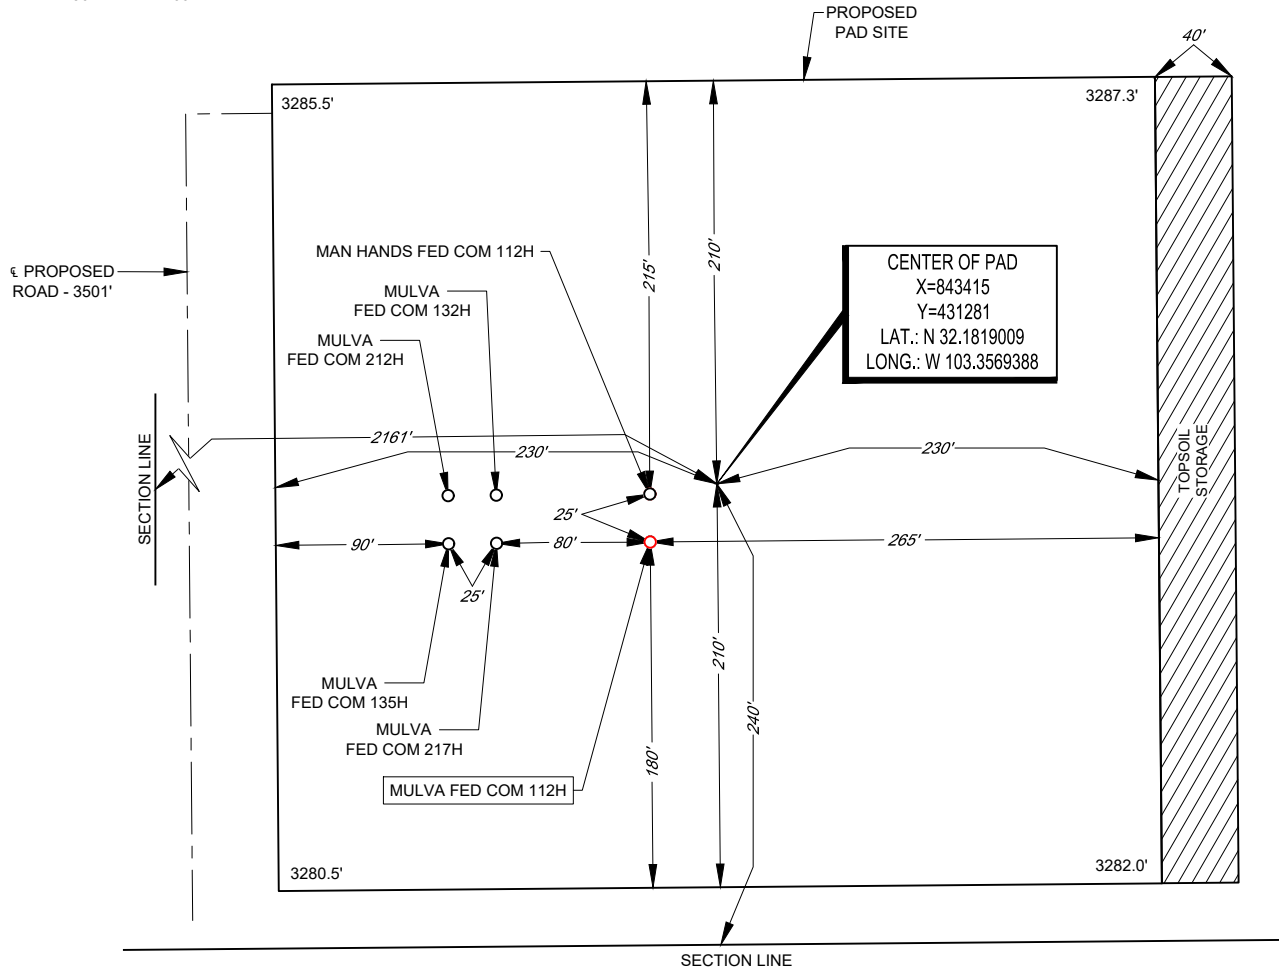 PROPOSED
PAD SITE
40'
3285.5'
3287.3'
MAN HANDS FED COM 112H
215'
210'
CENTER OF PAD
X=843415
Y=431281
LAT.: N 32.1819009
LONG.: W 103.3569388
℄ PROPOSED
ROAD - 3501'
MULVA
FED COM 132H
MULVA
FED COM 212H
SECTION LINE
2161'
230'
230'
TOPSOIL
STORAGE
25'
90'
80'
265'
25'
MULVA
FED COM 135H
MULVA
FED COM 217H
MULVA FED COM 112H
210'
240'
180'
3280.5'
3282.0'
SECTION LINE